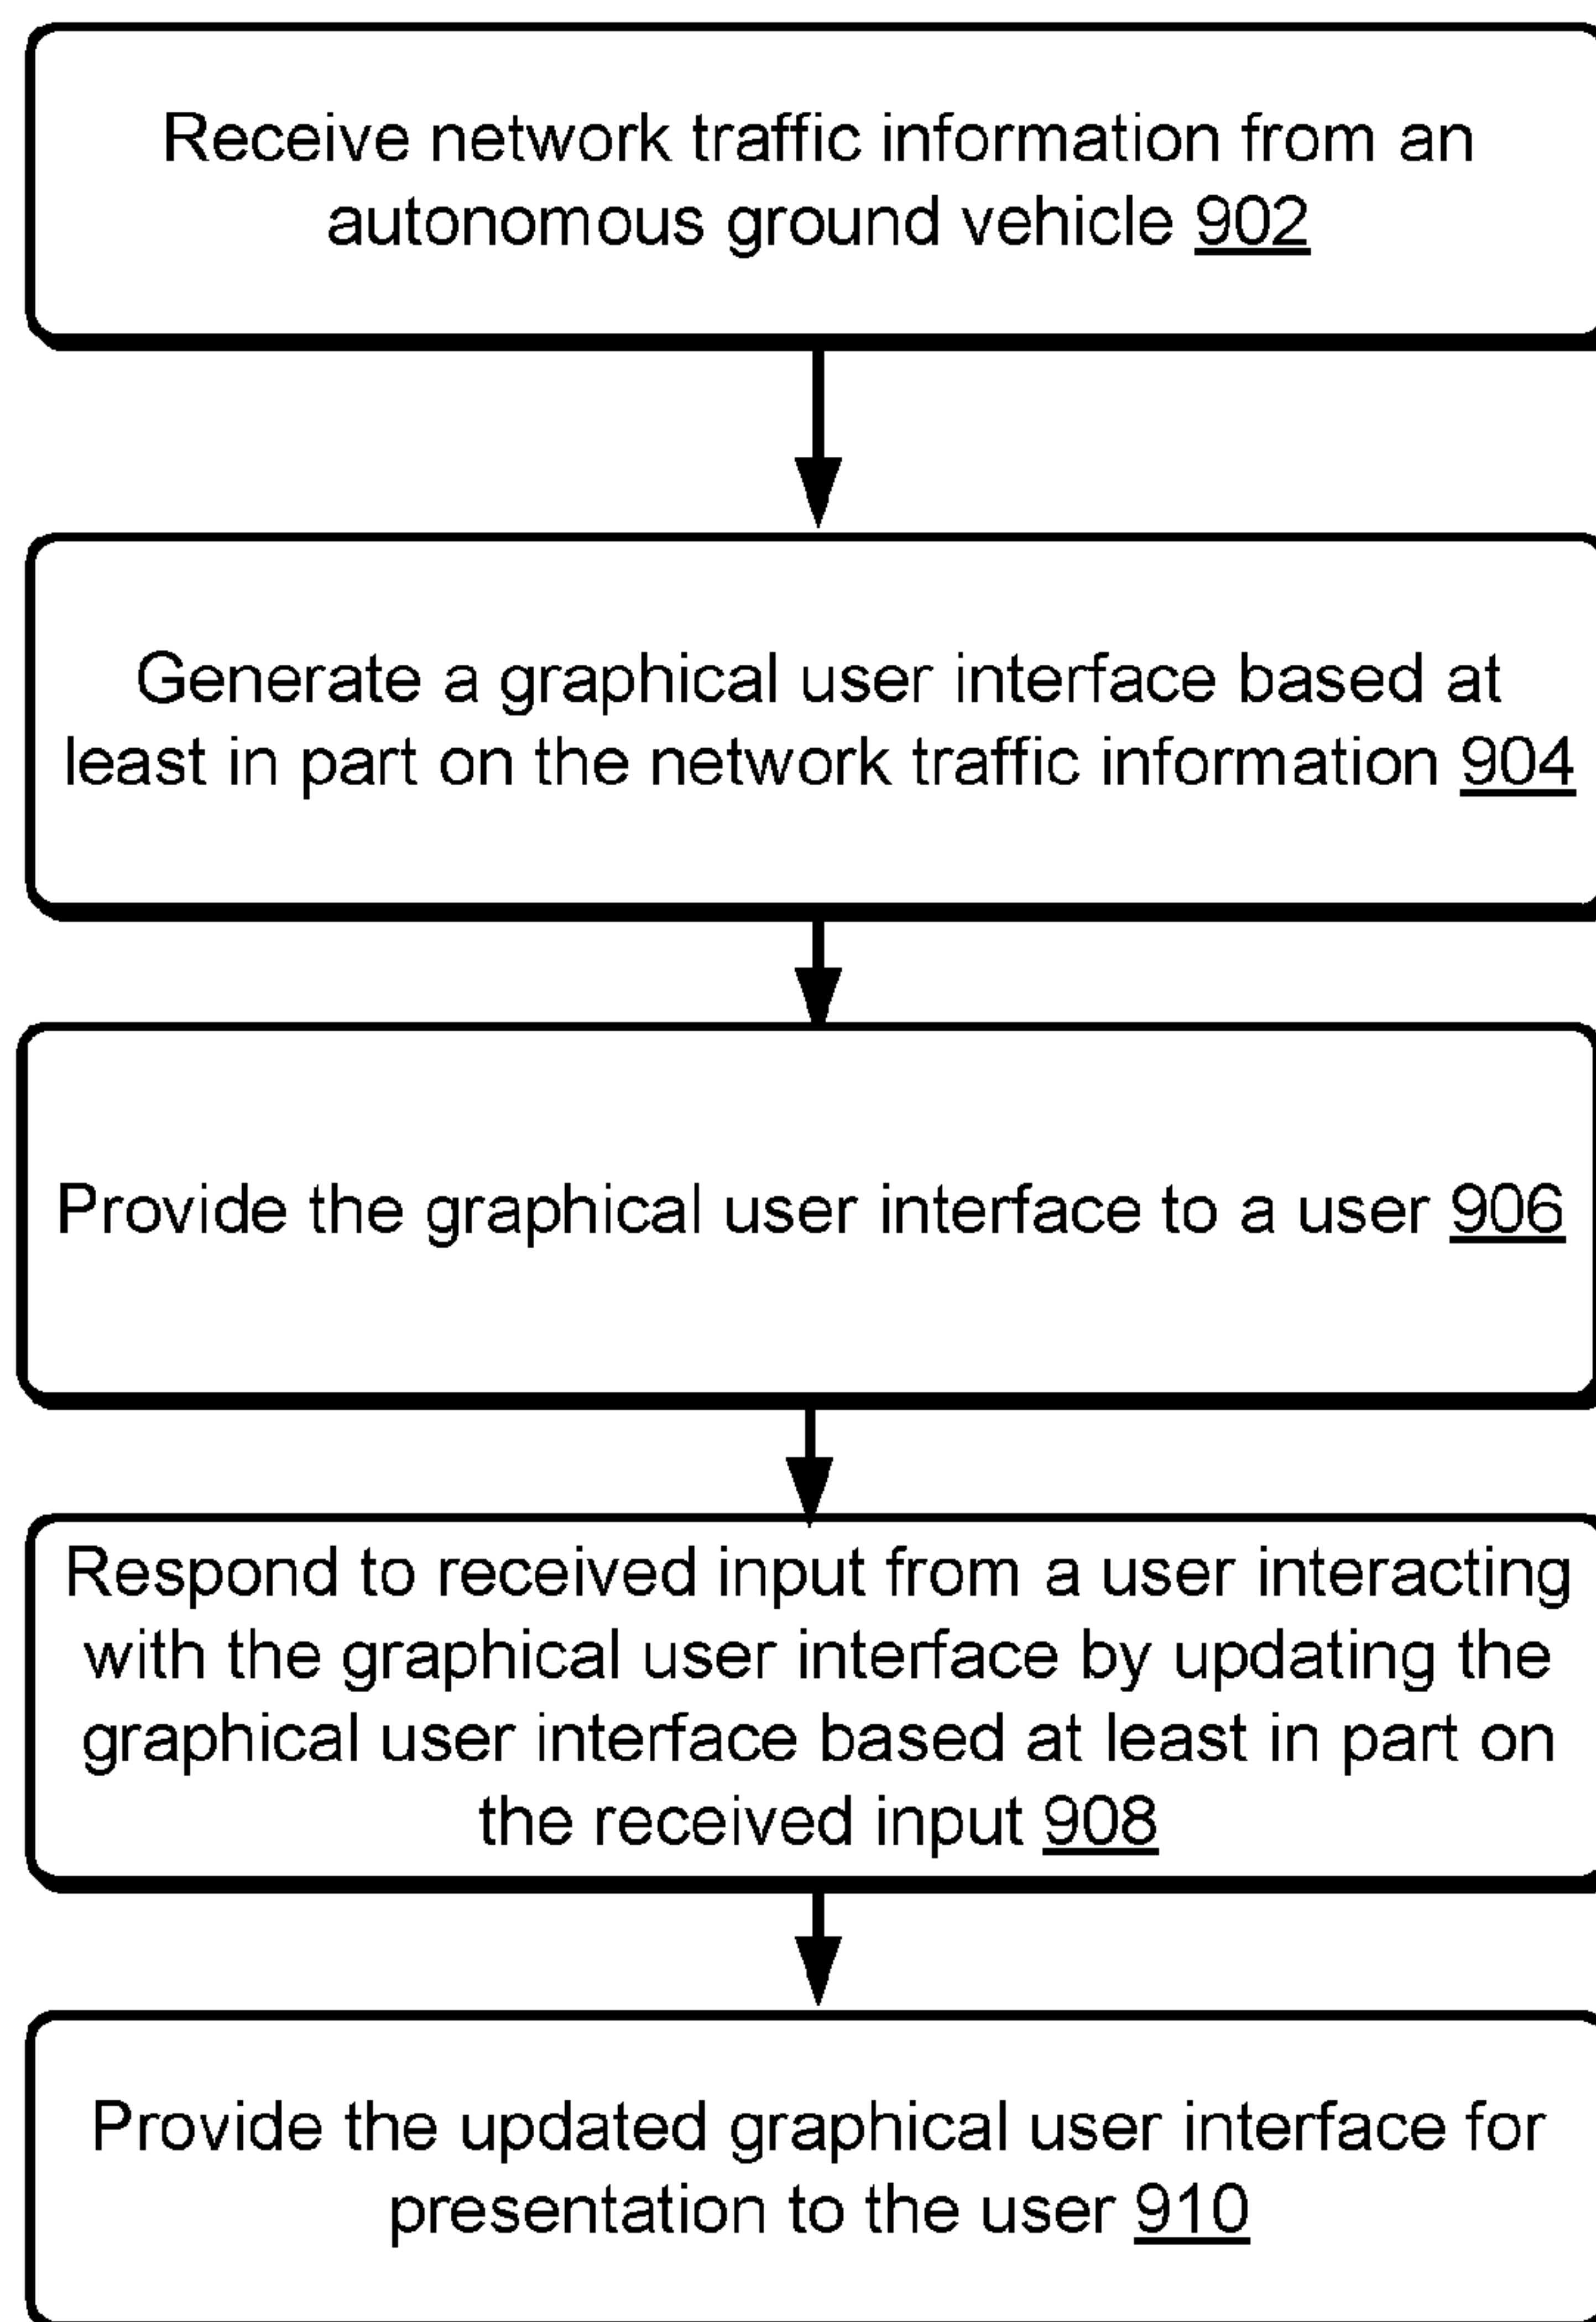 Receive network traffic information from an
autonomous ground vehicle 902
Generate a graphical user interface based at
least in part on the network traffic information 904
Provide the graphical user interface to a user 906
Respond to received input from a user interacting
with the graphical user interface by updating the
graphical user interface based at least in part on
the received input 908
Provide the updated graphical user interface for
presentation to the user 910